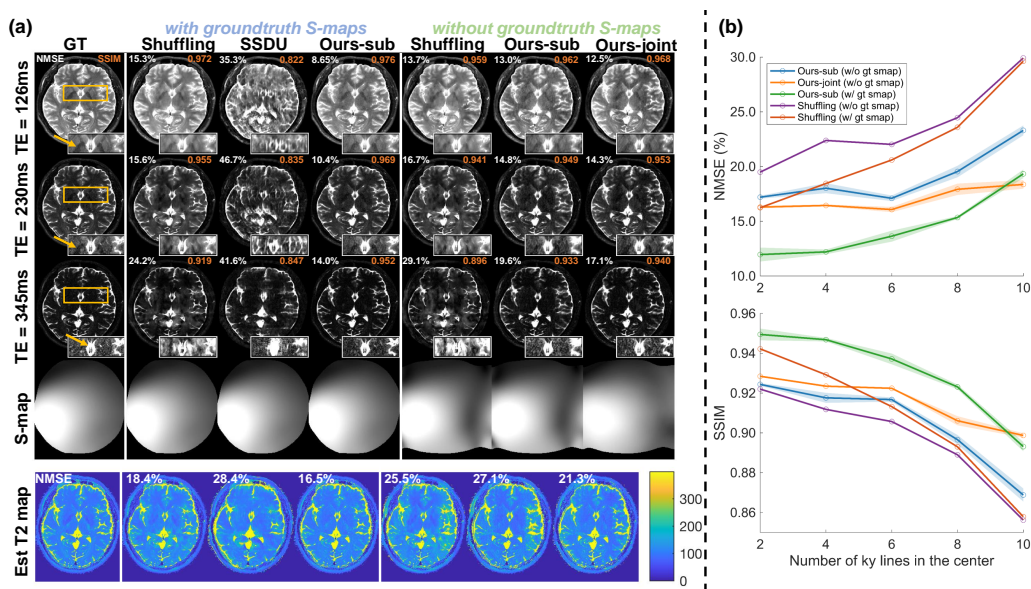 (a)
with groundtruth S-maps
without groundtruth S-maps
GT Shuffling SSDU Ours-sub Shuffling Ours-sub Ours-joint
TE = 126ms
NMSE SSIM 15.3% 0.972 35.3% 0.822 8.65% 0.976 13.7% 0.959 13.0% 0.962 12.5% 0.968
TE = 230ms
15.6% 0.955 46.7% 0.835 10.4% 0.969 16.7% 0.941 14.8% 0.949 14.3% 0.953
TE = 345ms
24.2% 0.919 41.6% 0.847 14.0% 0.952 29.1% 0.896 19.6% 0.933 17.1% 0.940
S-map
Est T2 map
NMSE 18.4% 28.4% 16.5% 25.5% 27.1% 21.3%
300
200
100
0
(b)
NMSE (%)
30.0
25.0
20.0
15.0
10.0
Ours-sub (w/o gt smap)
Ours-joint (w/o gt smap)
Ours-sub (w/ gt smap)
Shuffling (w/o gt smap)
Shuffling (w/ gt smap)
2 4 6 8 10
SSIM
0.96
0.94
0.92
0.90
0.88
0.86
2 4 6 8 10
Number of ky lines in the center